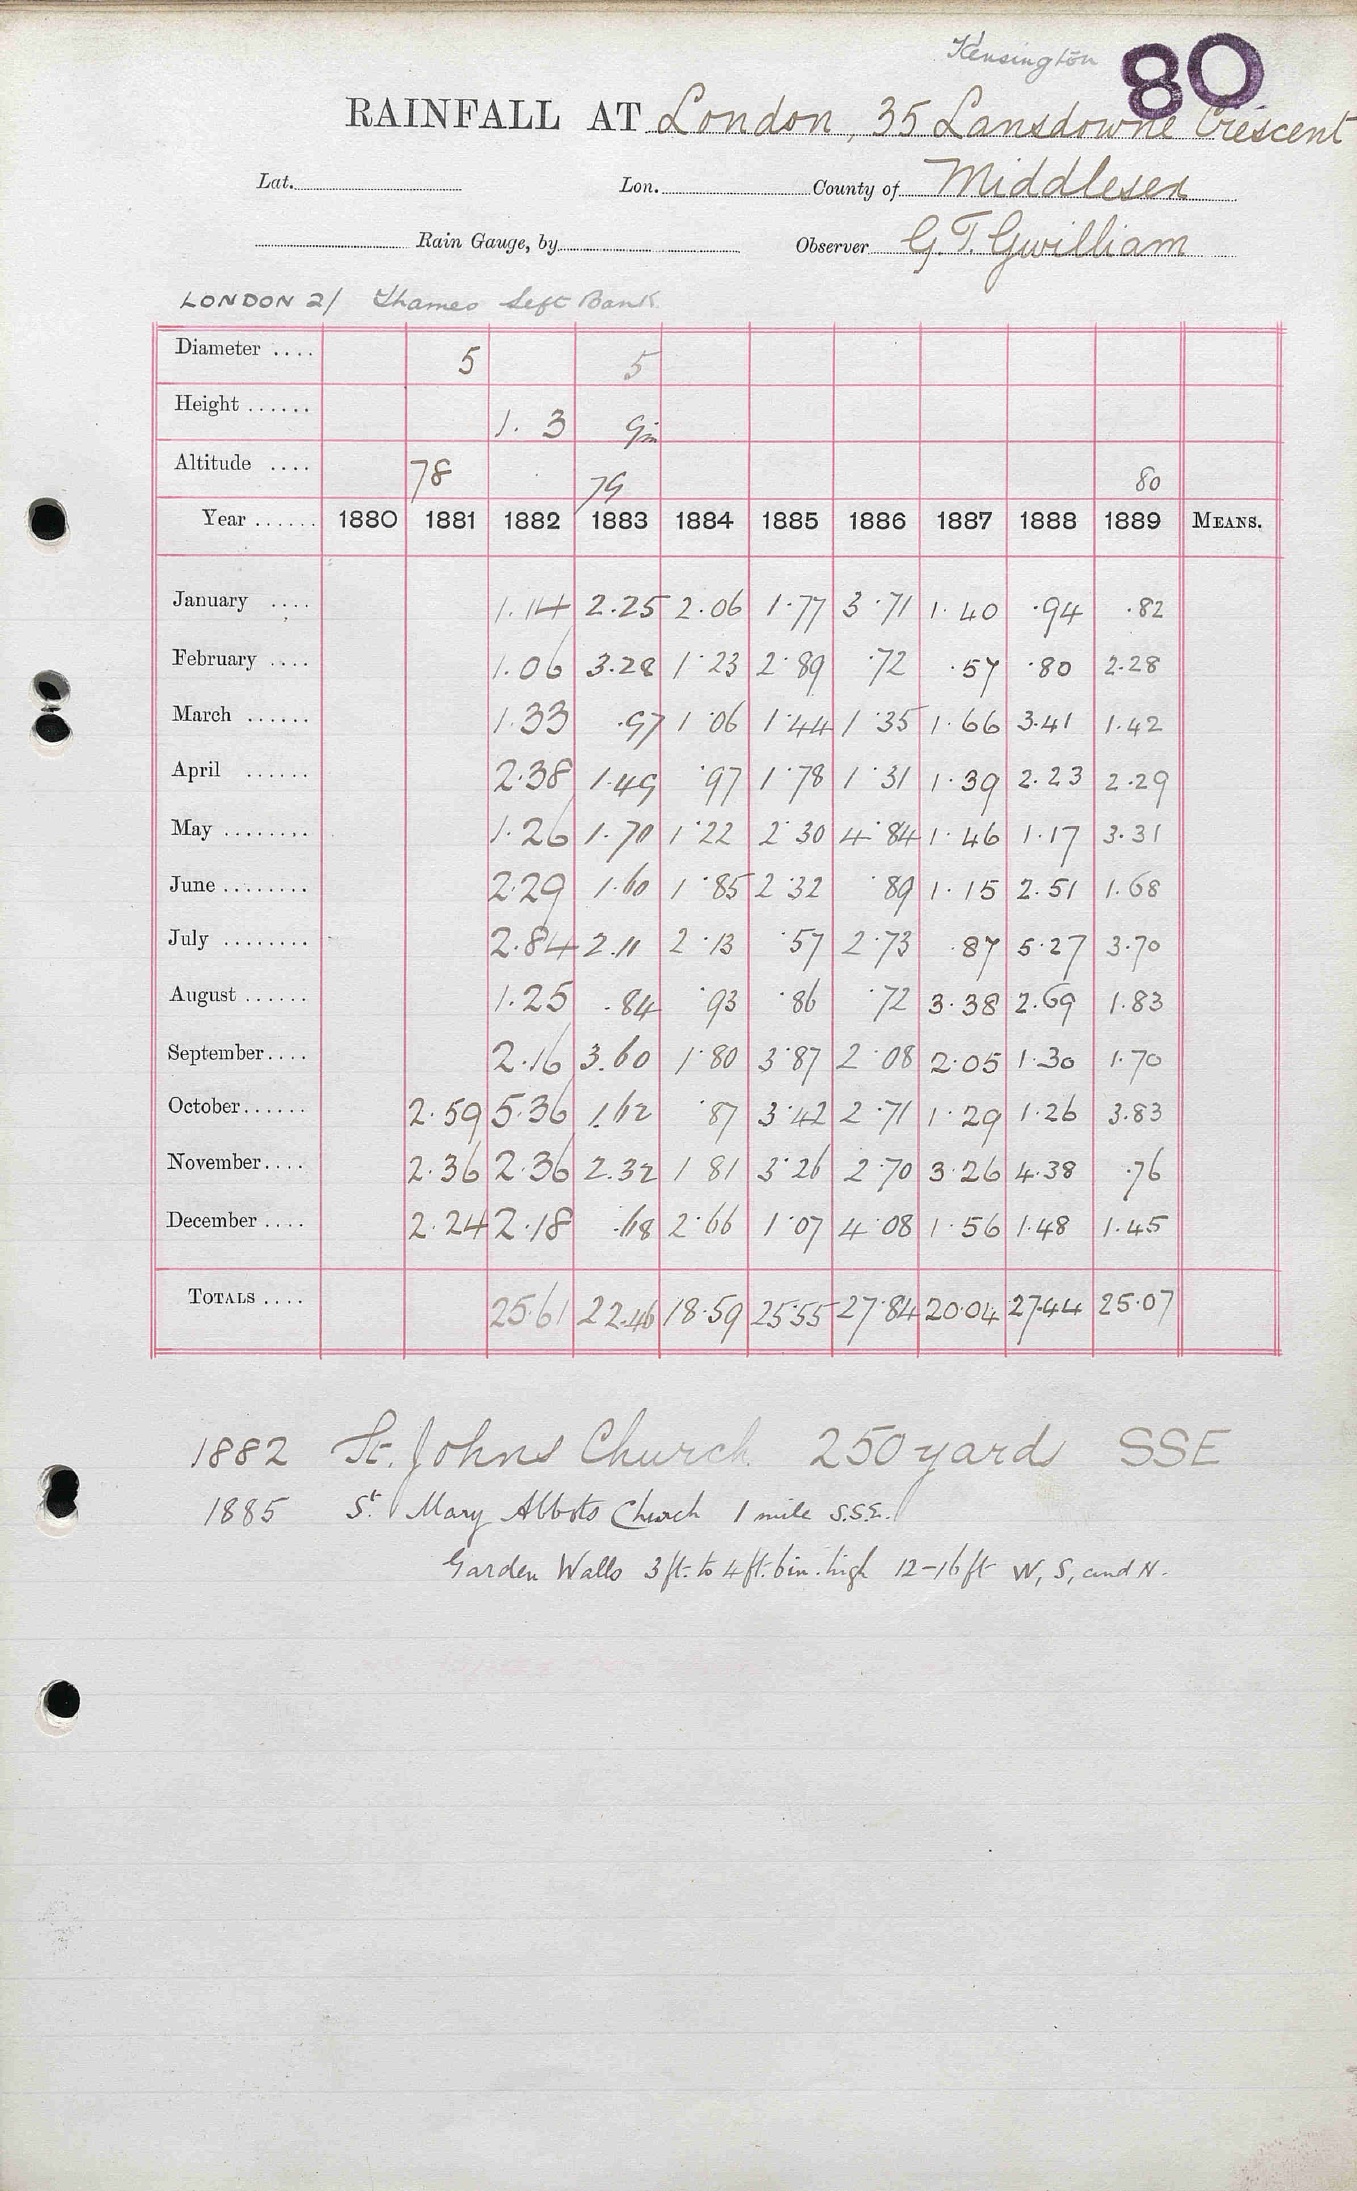 Kensington 80
RAINFALL AT London, 35 Lansdowne Crescent
Lat. Lon. County of Middlesex
Rain Gauge, by Observer G. T. Gwilliam
LONDON 2/ Thames Left Bank
Diameter .... 5 5
Height ...... 1. 3 9in
Altitude .... 78 79 80
Year ...... 1880 1881 1882 1883 1884 1885 1886 1887 1888 1889 MEANS.
January .... 1.14 2.25 2.06 1.77 3.71 1.40 .94 .82
February .... 1.06 3.28 1.23 2.89 .72 .57 .80 2.28
March ...... 1.33 .97 1.06 1.44 1.35 1.66 3.41 1.42
April ...... 2.38 1.49 .97 1.78 1.31 1.39 2.23 2.29
May ........ 1.26 1.70 1.22 2.30 4.84 1.46 1.17 3.31
June ........ 2.29 1.60 1.85 2.32 .89 1.15 2.51 1.68
July ........ 2.84 2.11 2.13 .57 2.73 .87 5.27 3.70
August ...... 1.25 .84 .93 .86 .72 3.38 2.69 1.83
September.... 2.16 3.60 1.80 3.87 2.08 2.05 1.30 1.70
October...... 2.59 5.36 1.62 .87 3.42 2.71 1.29 1.26 3.83
November.... 2.36 2.36 2.32 1 81 3.26 2.70 3.26 4.38 .76
December .... 2.24 2.18 .68 2.66 1.07 4.08 1.56 1.48 1.45
TOTALS .... 25.61 22.46 18.59 25.55 27.84 20.04 27.44 25.07
1882 St. Johns Church 250 yards SSE
1885 St. Mary Abbots Church 1 mile S.S.E.
Garden Walls 3 ft. to 4 ft. 6 in. high 12-16 ft W, S, and N.